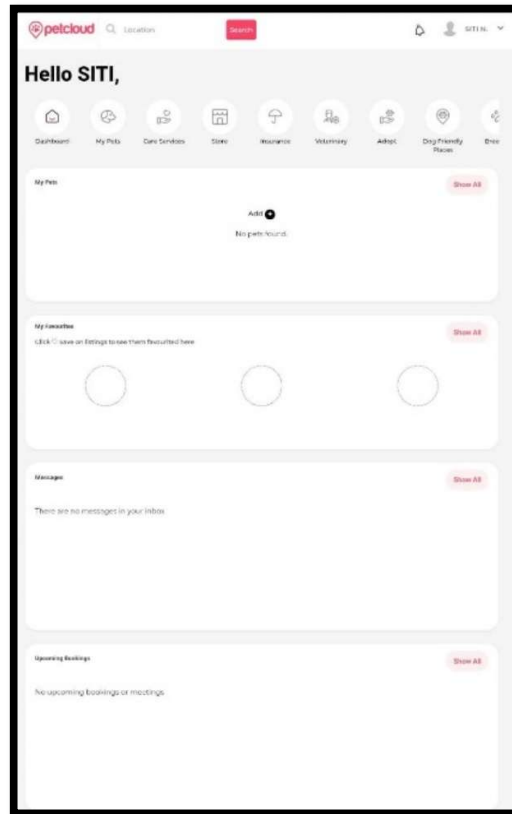 petcloud Location Search SITI N.
Hello SITI,
Dashboard My Pets Care Services Store Insurance Veterinary Adopt Dog Friendly
Places
My Pets Show All
Add
No pets found.
My Favourites Show All
Click save on listings to see them favourited here
Messages Show All
There are no messages in your inbox
Upcoming Bookings Show All
No upcoming bookings or meetings